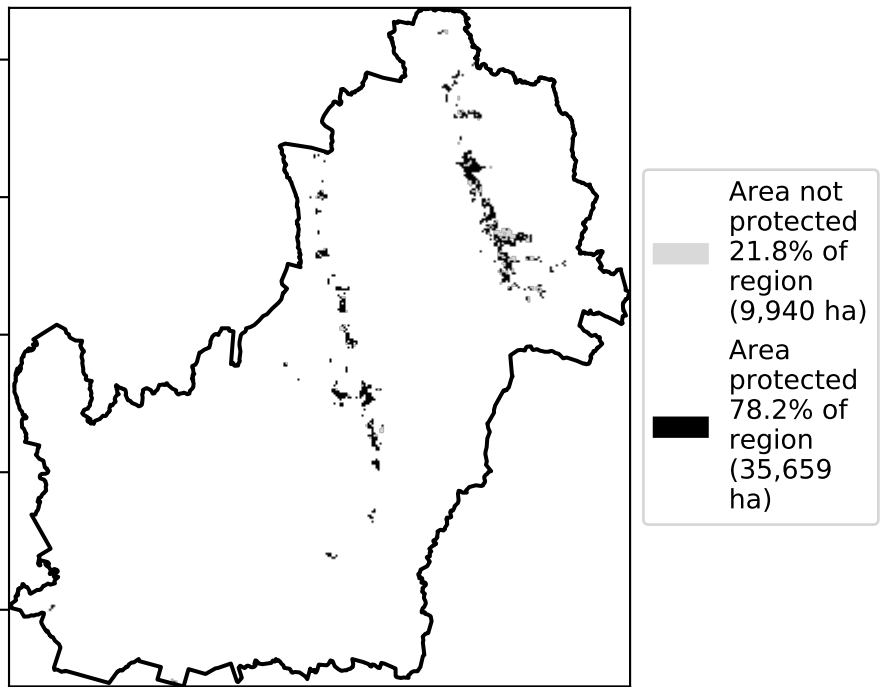 Area not
protected
21.8% of
region
(9,940 ha)
Area
protected
78.2% of
region
(35,659
ha)